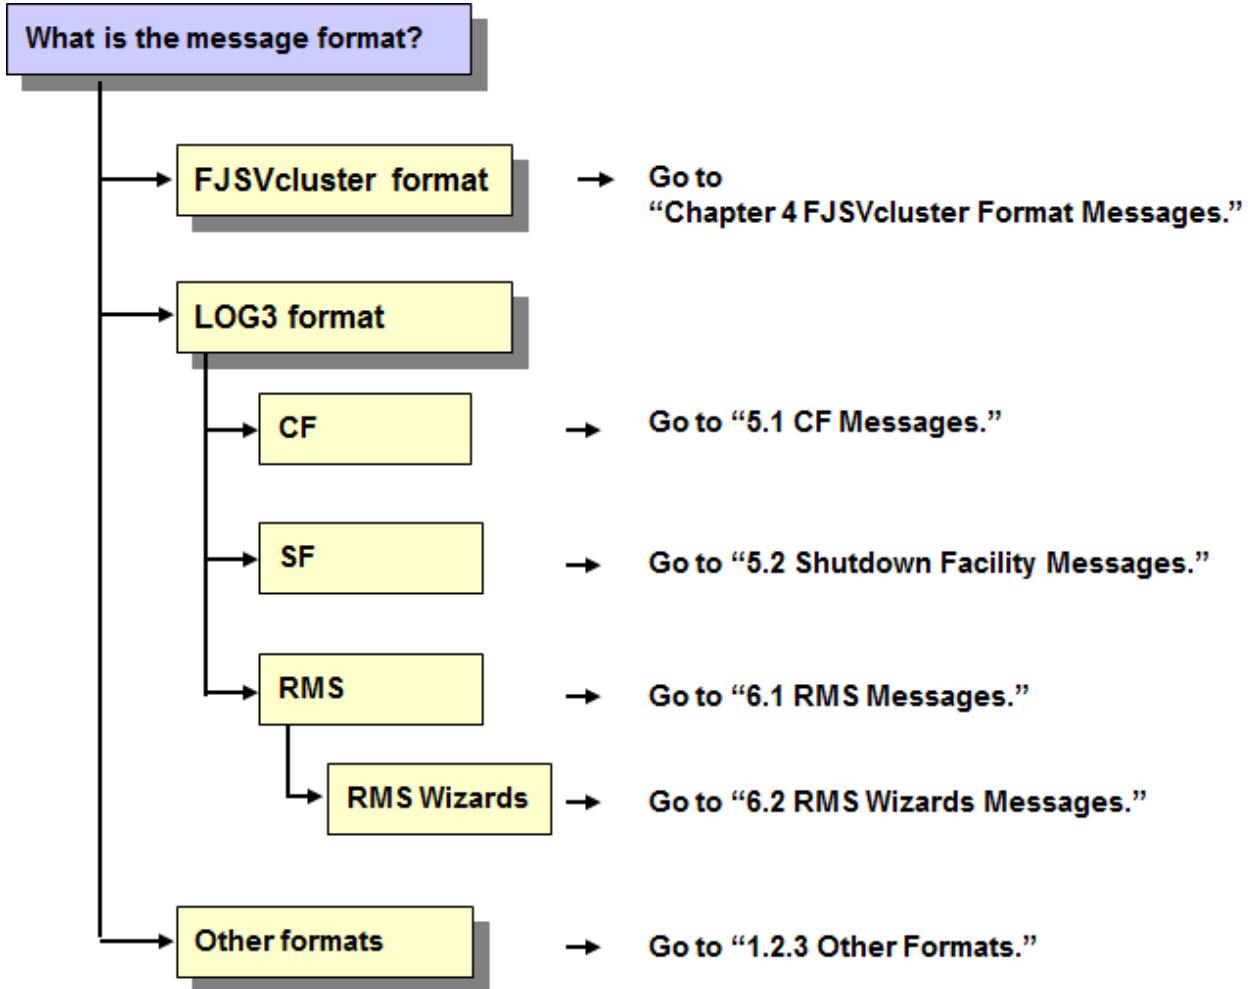 What is the message format?
FJSVcluster format
Go to
“Chapter 4 FJSVcluster Format Messages.”
LOG3 format
CF
Go to “5.1 CF Messages.”
SF
Go to “5.2 Shutdown Facility Messages.”
RMS
Go to “6.1 RMS Messages.”
RMS Wizards
Go to “6.2 RMS Wizards Messages.”
Other formats
Go to “1.2.3 Other Formats.”